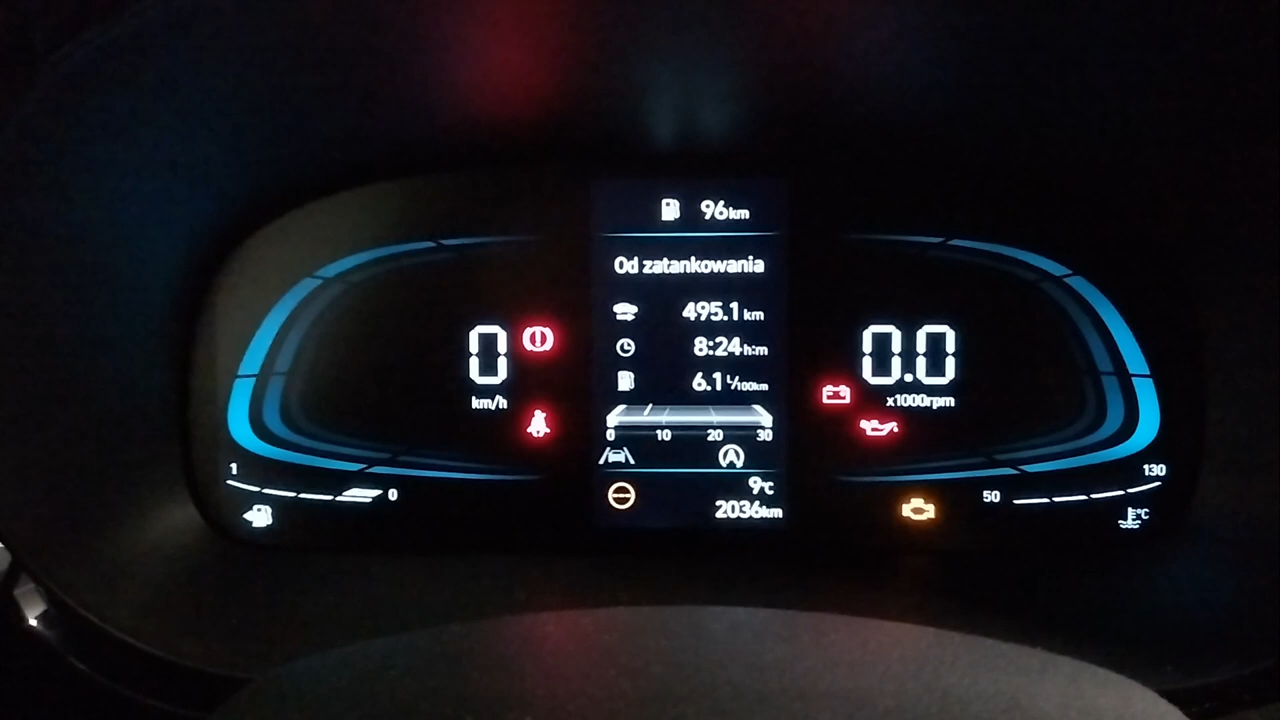 96km
Od zatankowania
495.1 km
8:24 h:m
6.1 L/100km
0 10 20 30
A
9°C
2036km
0
km/h
1 0
0.0
x1000rpm
50 130
°C